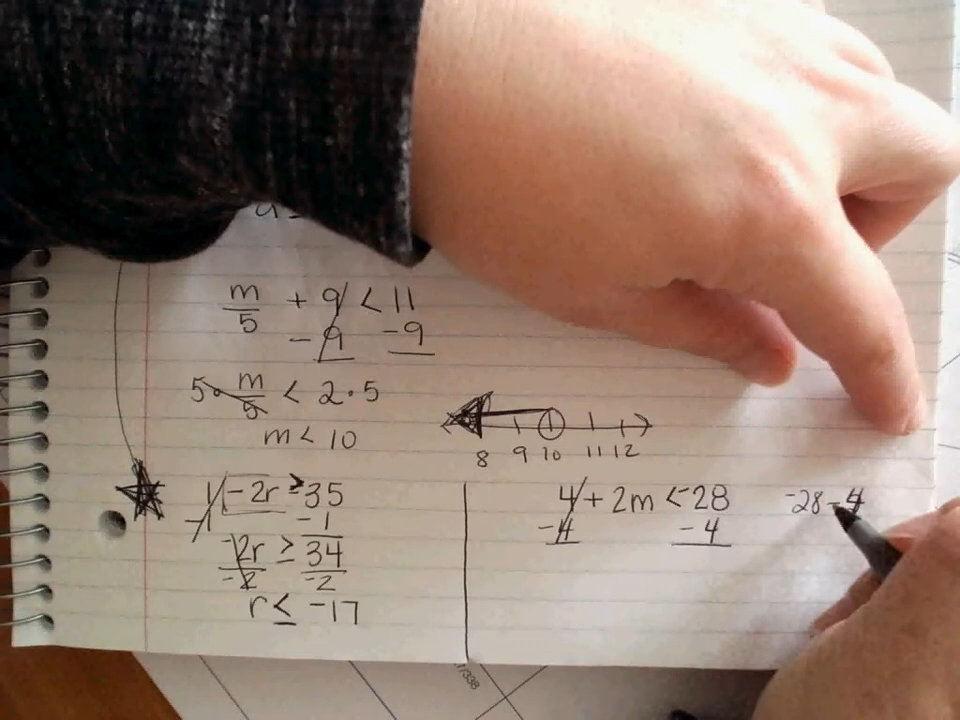 m/5 + 9 < 11
- 9 -9
5 · m/5 < 2 · 5
m < 10
8 9 10 11 12
1 -2r ≥ 35
-1 -1
-2r ≥ 34
-2 -2
r ≤ -17
4 + 2m < -28
-4 -4
-28 - 4
11338